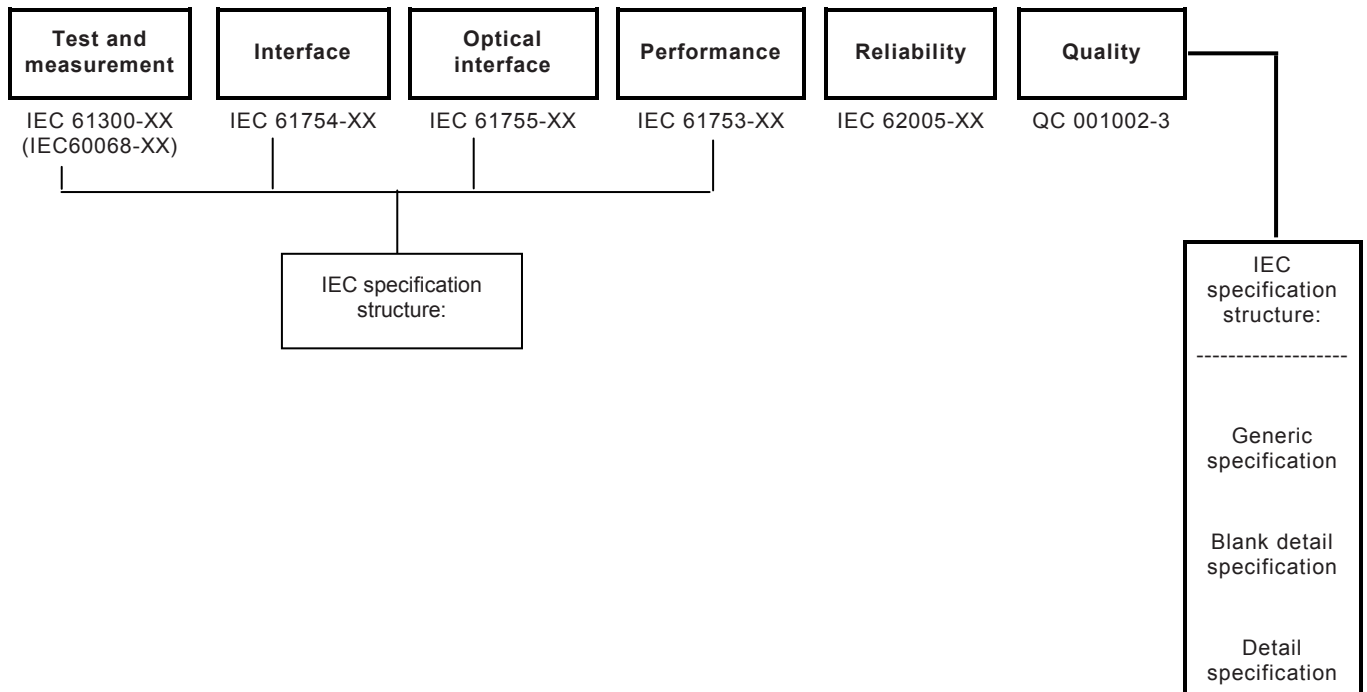 Test and
measurement
Interface
Optical
interface
Performance
Reliability
Quality
IEC 61300-XX
(IEC60068-XX)
IEC 61754-XX
IEC 61755-XX
IEC 61753-XX
IEC 62005-XX
QC 001002-3
IEC specification
structure:
IEC
specification
structure:
--------------------
Generic
specification
Blank detail
specification
Detail
specification